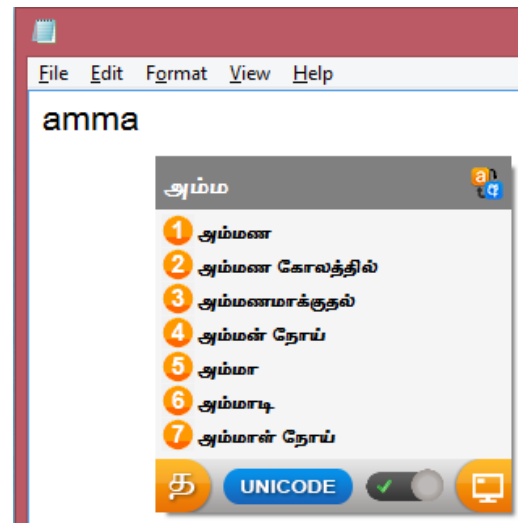 File Edit Format View Help
amma
அம்ம
1 அம்மண
2 அம்மண கோலத்தில்
3 அம்மணமாக்குதல்
4 அம்மன் நோய்
5 அம்மா
6 அம்மாடி
7 அம்மாள் நோய்
த UNICODE